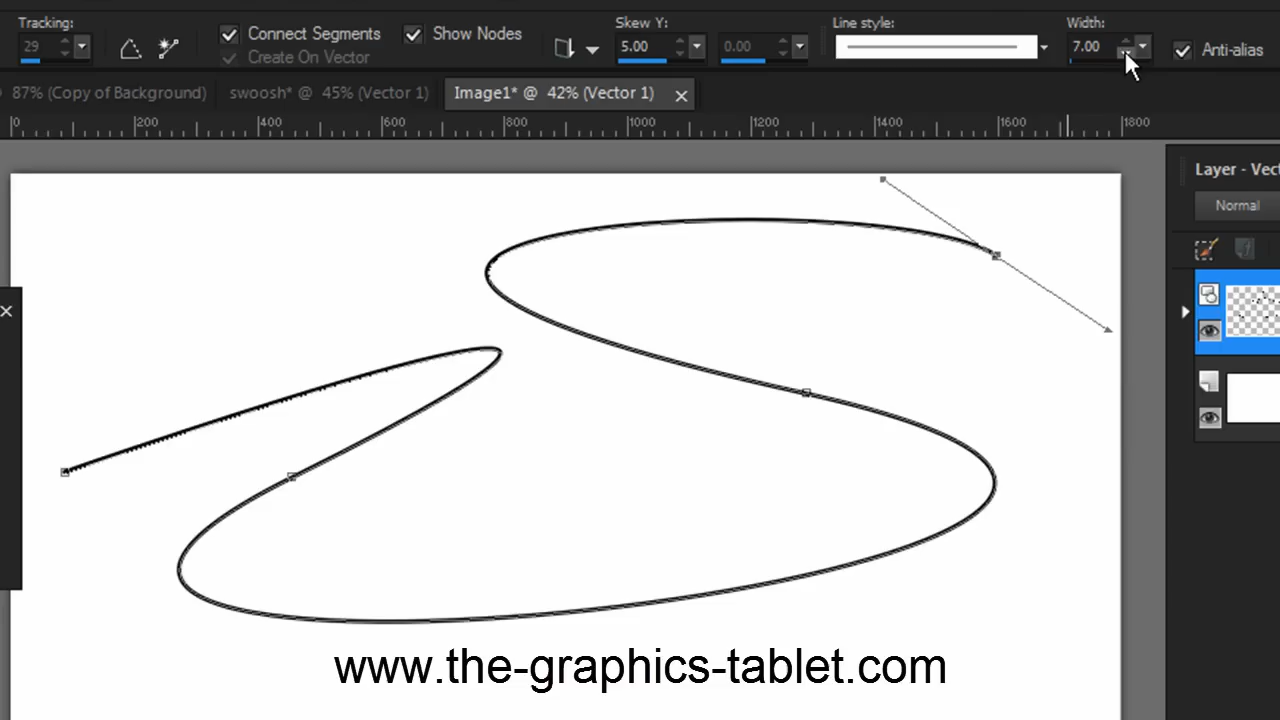 Tracking:
Skew Y:
Line style:
Width:
29
Connect Segments
Show Nodes
5.00
0.00
7.00
Anti-alias
Create On Vector
87% (Copy of Background)
swoosh* @ 45% (Vector 1)
Image1* @ 42% (Vector 1)
0 200 400 600 800 1000 1200 1400 1600 1800
Layer - Vect
Normal
www.the-graphics-tablet.com